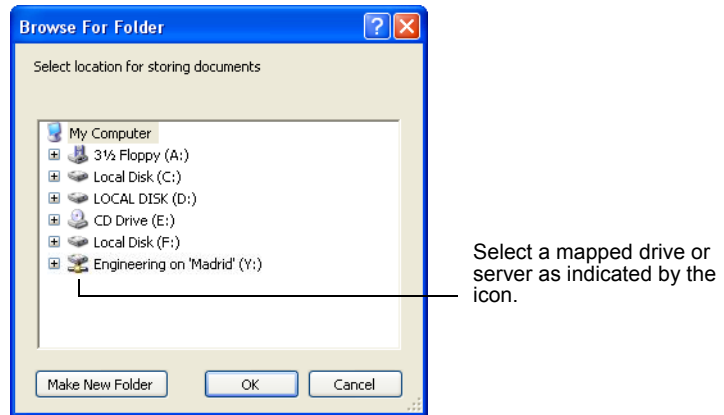 Browse For Folder
Select location for storing documents
My Computer
3½ Floppy (A:)
Local Disk (C:)
LOCAL DISK (D:)
CD Drive (E:)
Local Disk (F:)
Engineering on 'Madrid' (Y:)
Select a mapped drive or
server as indicated by the
icon.
Make New Folder
OK
Cancel